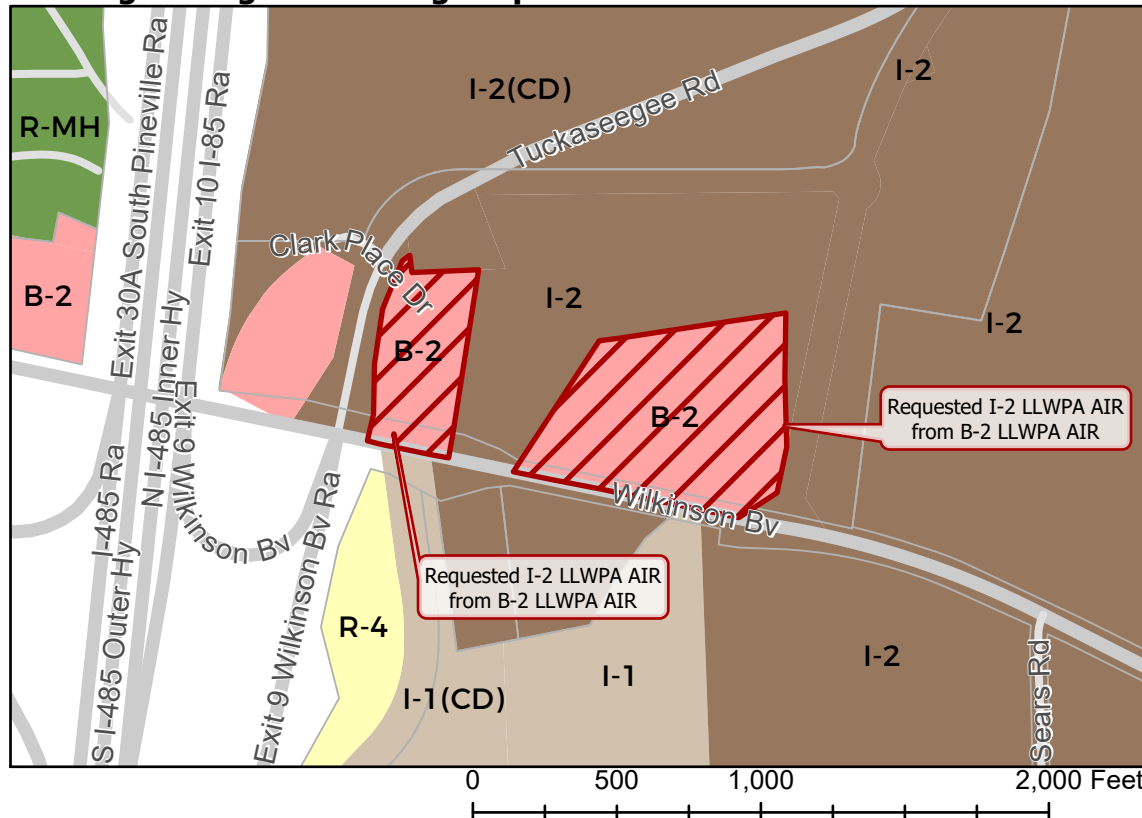 I-2(CD)
I-2
Tuckaseegee Rd
R-MH
Exit 30A South Pineville Ra
Exit 10 I-85 Ra
Clark Place Dr
B-2
I-2
I-2
B-2
B-2
Requested I-2 LLWPA AIR
from B-2 LLWPA AIR
N I-485 Inner Hy
Exit 9 Wilkinson Bv
Wilkinson Bv
I-485 Ra
S I-485 Outer Hy
Exit 9 Wilkinson Bv Ra
Requested I-2 LLWPA AIR
from B-2 LLWPA AIR
R-4
I-2
I-1
I-1(CD)
Sears Rd
0 500 1,000 2,000 Feet